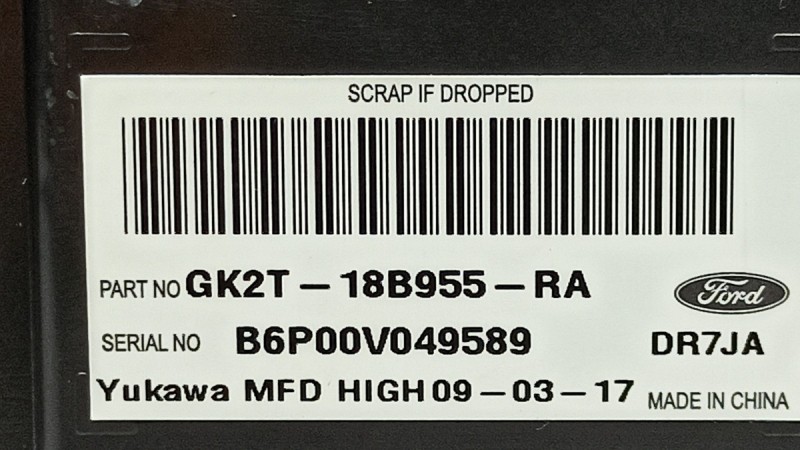 SCRAP IF DROPPED
PART NO GK2T-18B955-RA
Ford
SERIAL NO B6P00V049589 DR7JA
Yukawa MFD HIGH 09-03-17 MADE IN CHINA